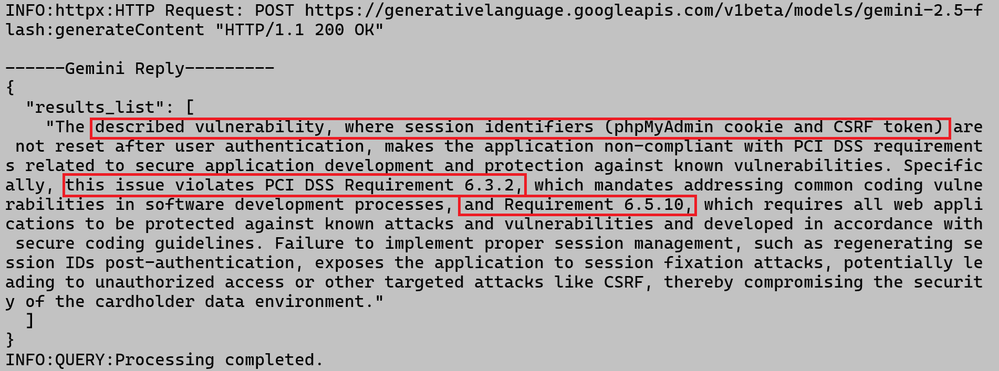 INFO:httpx:HTTP Request: POST https://generativelanguage.googleapis.com/v1beta/models/gemini-2.5-f
lash:generateContent "HTTP/1.1 200 OK"
------Gemini Reply---------
{
  "results_list": [
    "The described vulnerability, where session identifiers (phpMyAdmin cookie and CSRF token) are
 not reset after user authentication, makes the application non-compliant with PCI DSS requirement
s related to secure application development and protection against known vulnerabilities. Specific
ally, this issue violates PCI DSS Requirement 6.3.2, which mandates addressing common coding vulne
rabilities in software development processes, and Requirement 6.5.10, which requires all web appli
cations to be protected against known attacks and vulnerabilities and developed in accordance with
 secure coding guidelines. Failure to implement proper session management, such as regenerating se
ssion IDs post-authentication, exposes the application to session fixation attacks, potentially le
ading to unauthorized access or other targeted attacks like CSRF, thereby compromising the securit
y of the cardholder data environment."
  ]
}
INFO:QUERY:Processing completed.